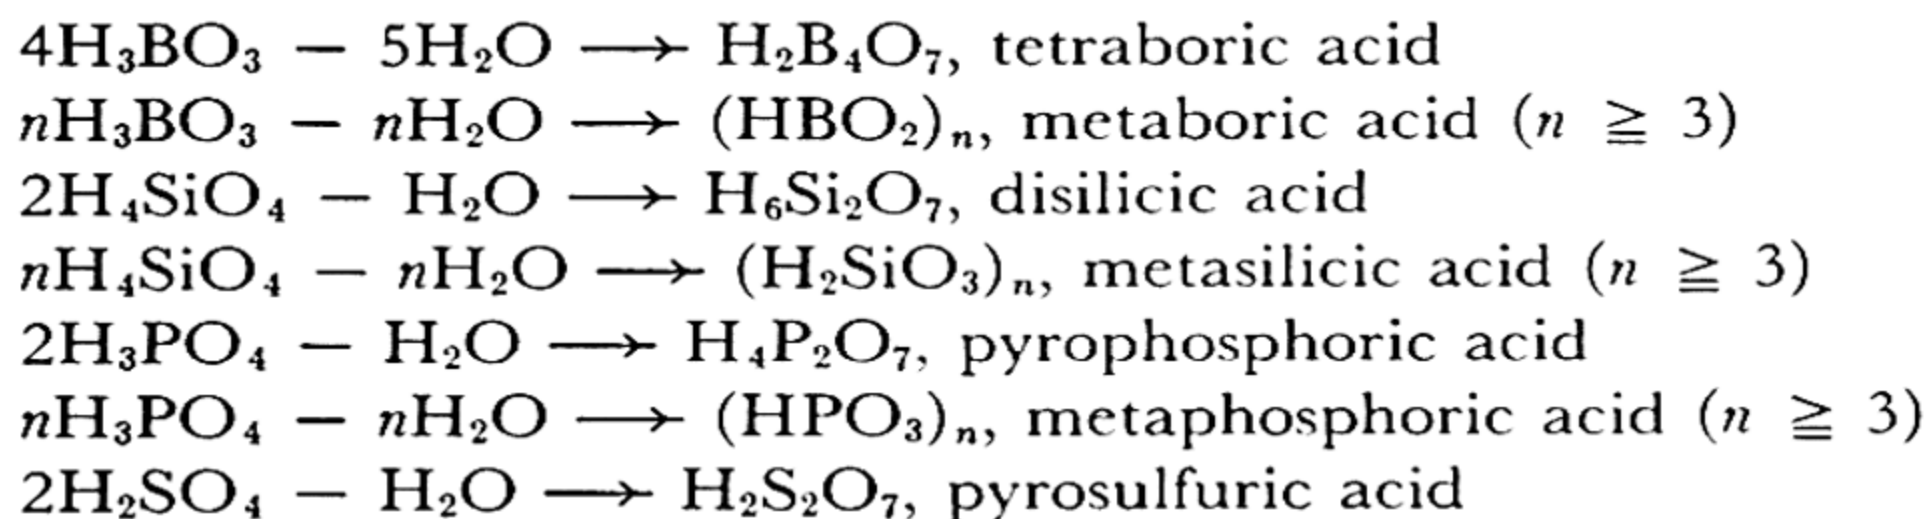 4H₃BO₃ − 5H₂O ⟶ H₂B₄O₇, tetraboric acid
nH₃BO₃ − nH₂O ⟶ (HBO₂)ₙ, metaboric acid (n ≧ 3)
2H₄SiO₄ − H₂O ⟶ H₆Si₂O₇, disilicic acid
nH₄SiO₄ − nH₂O ⟶ (H₂SiO₃)ₙ, metasilicic acid (n ≧ 3)
2H₃PO₄ − H₂O ⟶ H₄P₂O₇, pyrophosphoric acid
nH₃PO₄ − nH₂O ⟶ (HPO₃)ₙ, metaphosphoric acid (n ≧ 3)
2H₂SO₄ − H₂O ⟶ H₂S₂O₇, pyrosulfuric acid